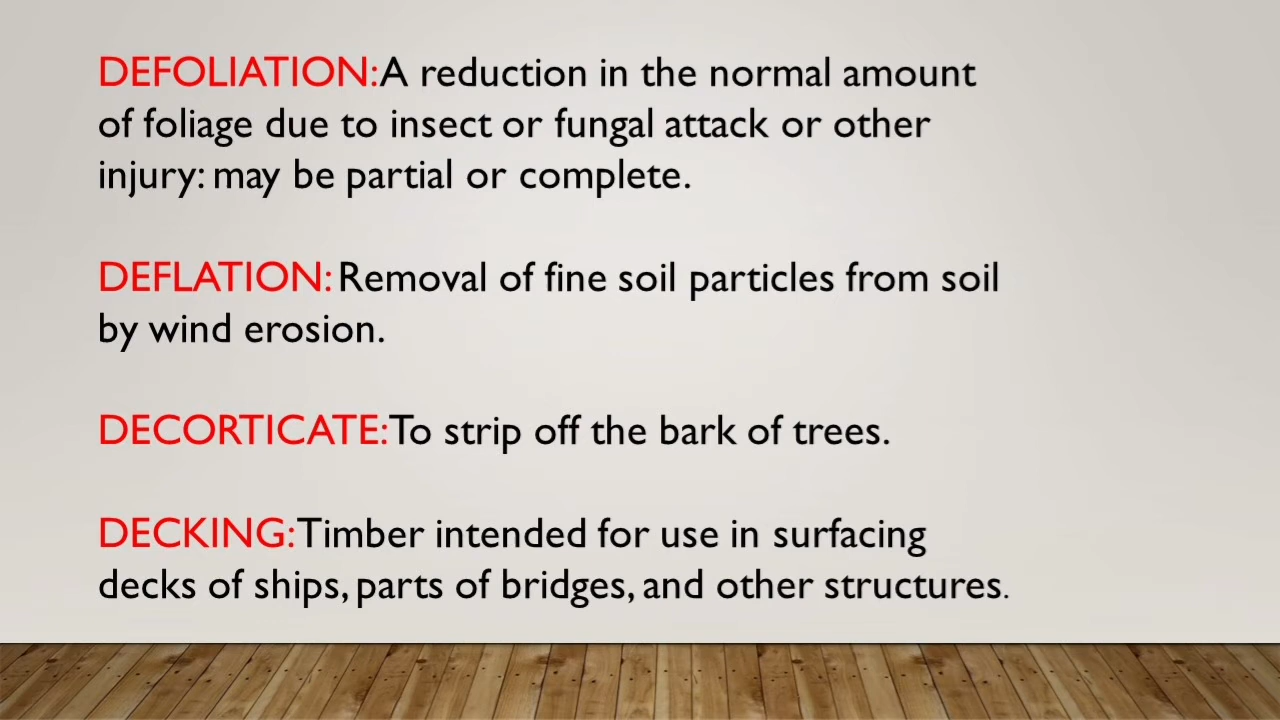 DEFOLIATION: A reduction in the normal amount
of foliage due to insect or fungal attack or other
injury: may be partial or complete.
DEFLATION: Removal of fine soil particles from soil
by wind erosion.
DECORTICATE: To strip off the bark of trees.
DECKING: Timber intended for use in surfacing
decks of ships, parts of bridges, and other structures.